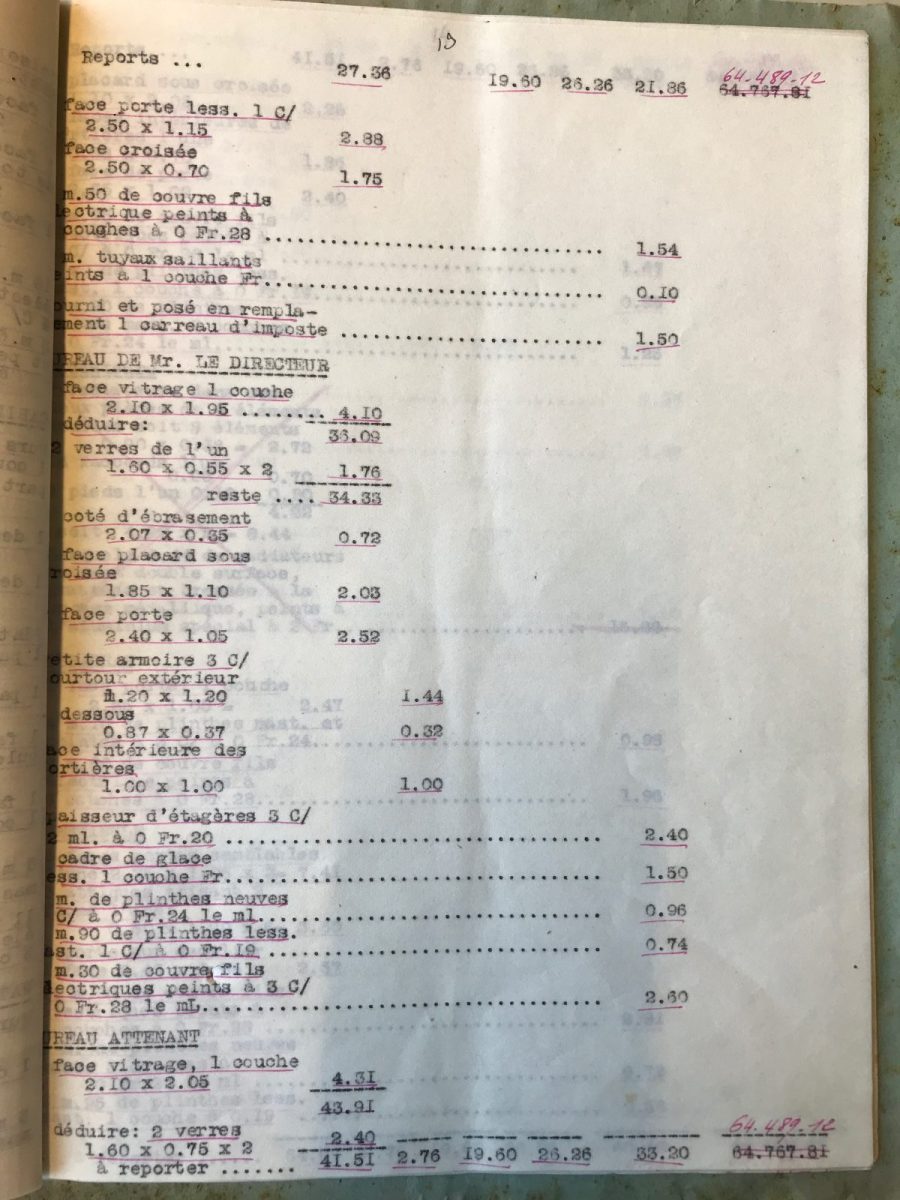 19
Reports ... 27.36 19.60 26.26 21.86 64.489.12 64.767.81
face porte less. 1 C/
2.50 x 1.15 2.88
face croisée
2.50 x 0.70 1.75
m.50 de couvre fils
lectrique peints à
coughes à 0 Fr.28 ........................................ 1.54
m. tuyaux saillants
eints à 1 couche Fr........................................ 0.10
ourni et posé en rempla-
ement 1 carreau d'imposte ................................ 1.50
UREAU DE Mr. LE DIRECTEUR
face vitrage 1 couche
2.10 x 1.95 ......... 4.10
déduire: 36.09
2 verres de l'un
1.60 x 0.55 x 2 1.76
reste .... 34.33
coté d'ébrasement
2.07 x 0.35 0.72
face placard sous
roisée
1.85 x 1.10 2.03
face porte
2.40 x 1.05 2.52
etite armoire 3 C/
ourtour extérieur
1.20 x 1.20 1.44
dessous
0.87 x 0.37 0.32
ace intérieure des
ortières
1.00 x 1.00 1.00
paisseur d'étagères 3 C/
2 ml. à 0 Fr.20 ........................................ 2.40
cadre de glace
ess. 1 couche Fr........................................ 1.50
m. de plinthes neuves
C/ à 0 Fr.24 le ml........................................ 0.96
m.90 de plinthes less.
ast. 1 C/ à 0 Fr.19 ........................................ 0.74
m.30 de couvre fils
lectriques peints à 3 C/
0 Fr.28 le mL........................................ 2.60
UREAU ATTENANT
face vitrage, 1 couche
2.10 x 2.05 4.31
43.91
déduire: 2 verres 64.489.12
1.60 x 0.75 x 2 2.40
à reporter ....... 41.51 2.76 19.60 26.26 33.20 64.767.81